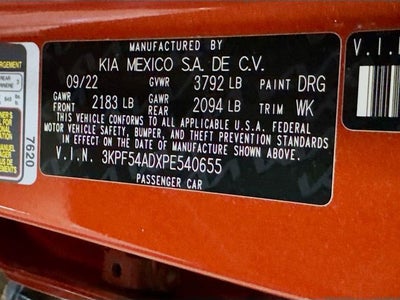 MANUFACTURED BY
KIA MEXICO S.A. DE C.V.
09/22 GVWR 3792 LB PAINT DRG
GAWR FRONT 2183 LB GAWR REAR 2094 LB TRIM WK
THIS VEHICLE CONFORMS TO ALL APPLICABLE U.S.A. FEDERAL
MOTOR VEHICLE SAFETY, BUMPER, AND THEFT PREVENTION STANDARDS
IN EFFECT ON THE DATE OF MANUFACTURE SHOWN ABOVE.
V.I.N. 3KPF54ADXPE540655
PASSENGER CAR
7620
REAR 3
V.I.N